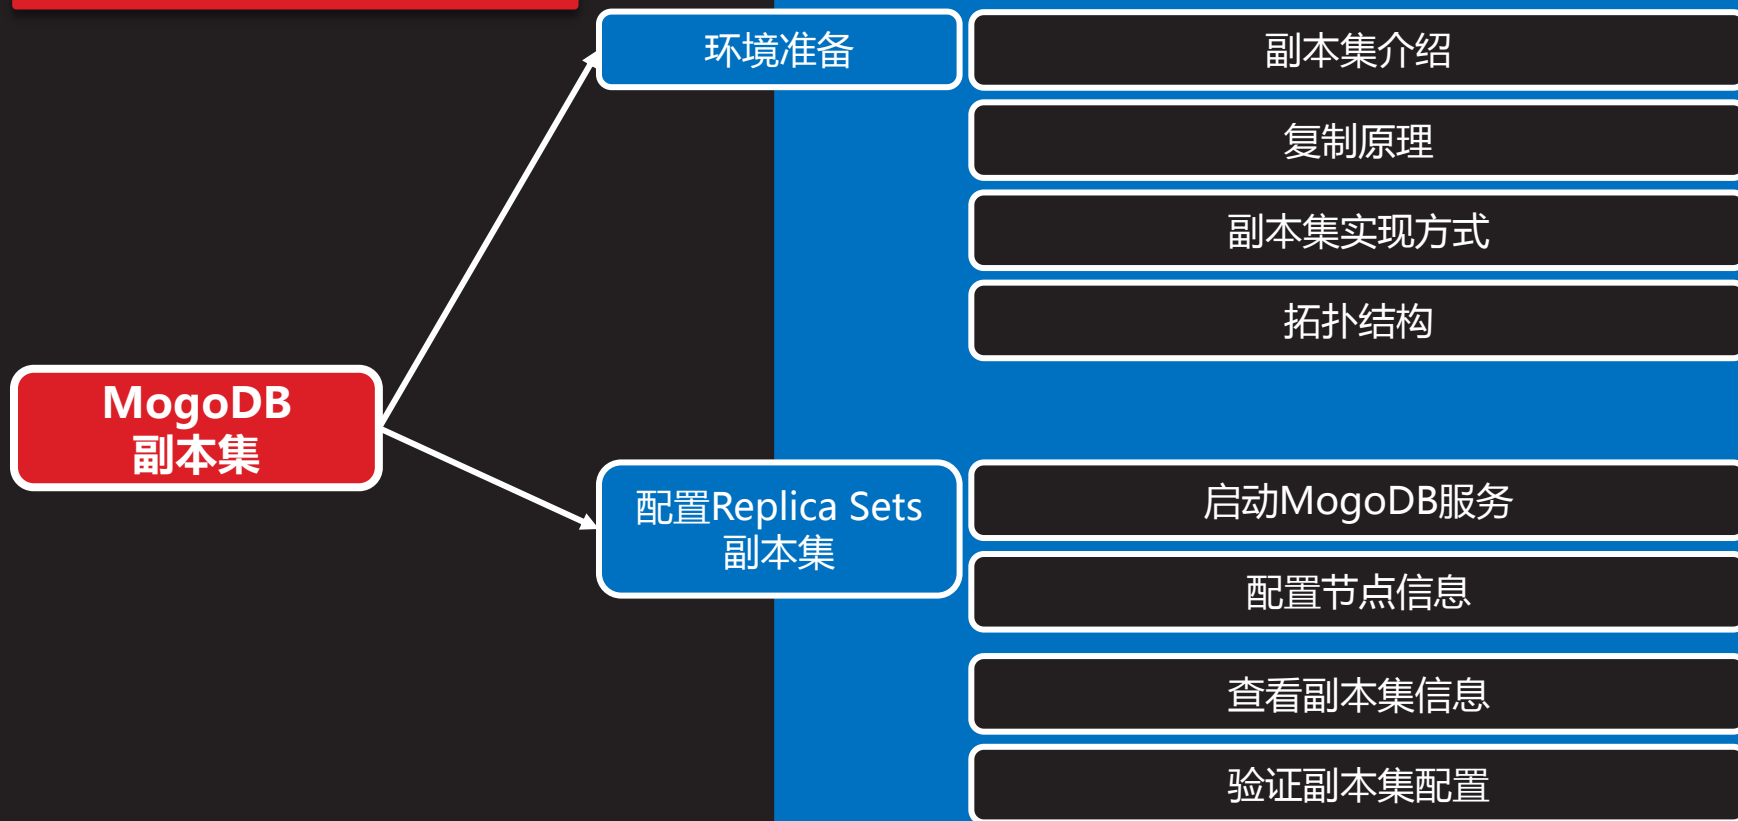 环境准备
副本集介绍
复制原理
副本集实现方式
拓扑结构
MogoDB
副本集
配置Replica Sets
副本集
启动MogoDB服务
配置节点信息
查看副本集信息
验证副本集配置